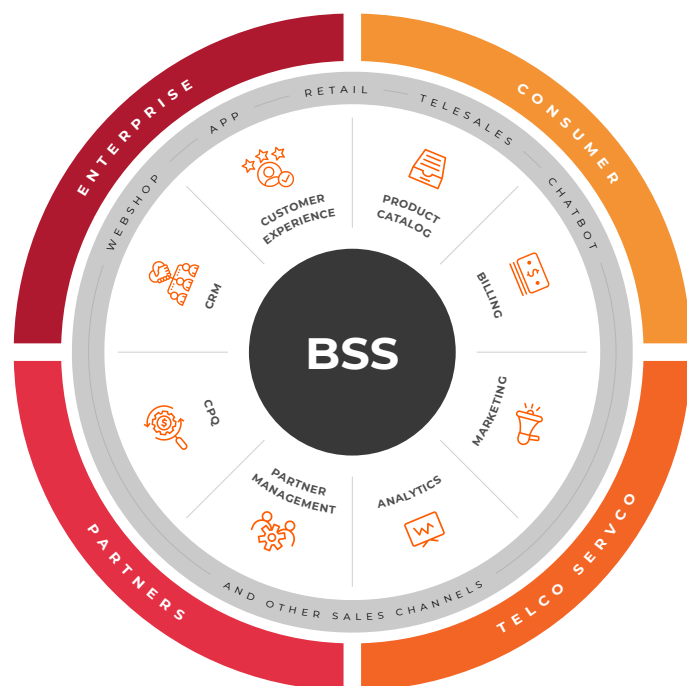 ENTERPRISE
CONSUMER
TELCO SERVCO
PARTNERS
WEBSHOP
APP
RETAIL
TELESALES
CHATBOT
AND OTHER SALES CHANNELS
CUSTOMER
EXPERIENCE
PRODUCT
CATALOG
BILLING
MARKETING
ANALYTICS
PARTNER
MANAGEMENT
CPQ
CRM
BSS
$
$